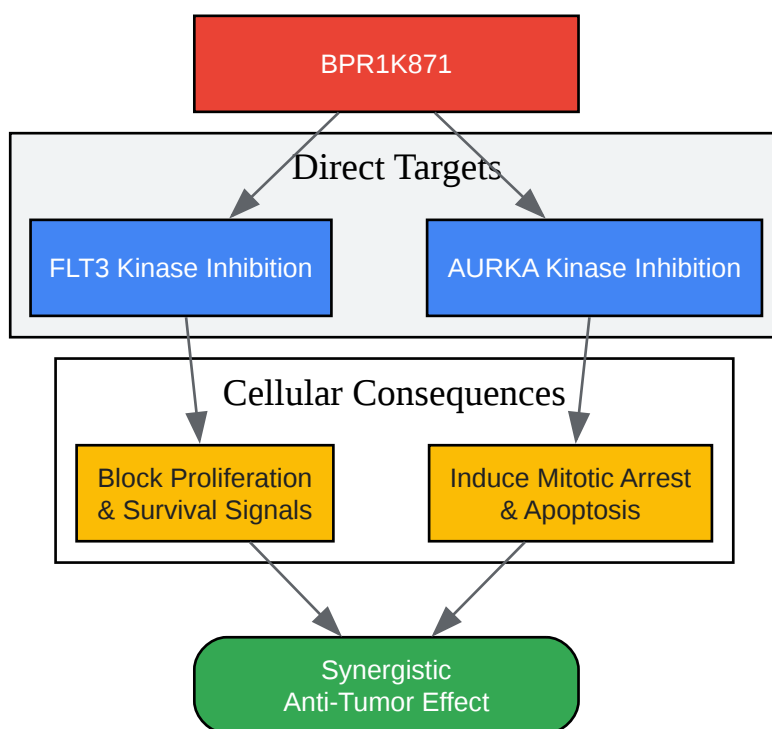 BPR1K871
Direct Targets
FLT3 Kinase Inhibition
AURKA Kinase Inhibition
Cellular Consequences
Block Proliferation
& Survival Signals
Induce Mitotic Arrest
& Apoptosis
Synergistic
Anti-Tumor Effect